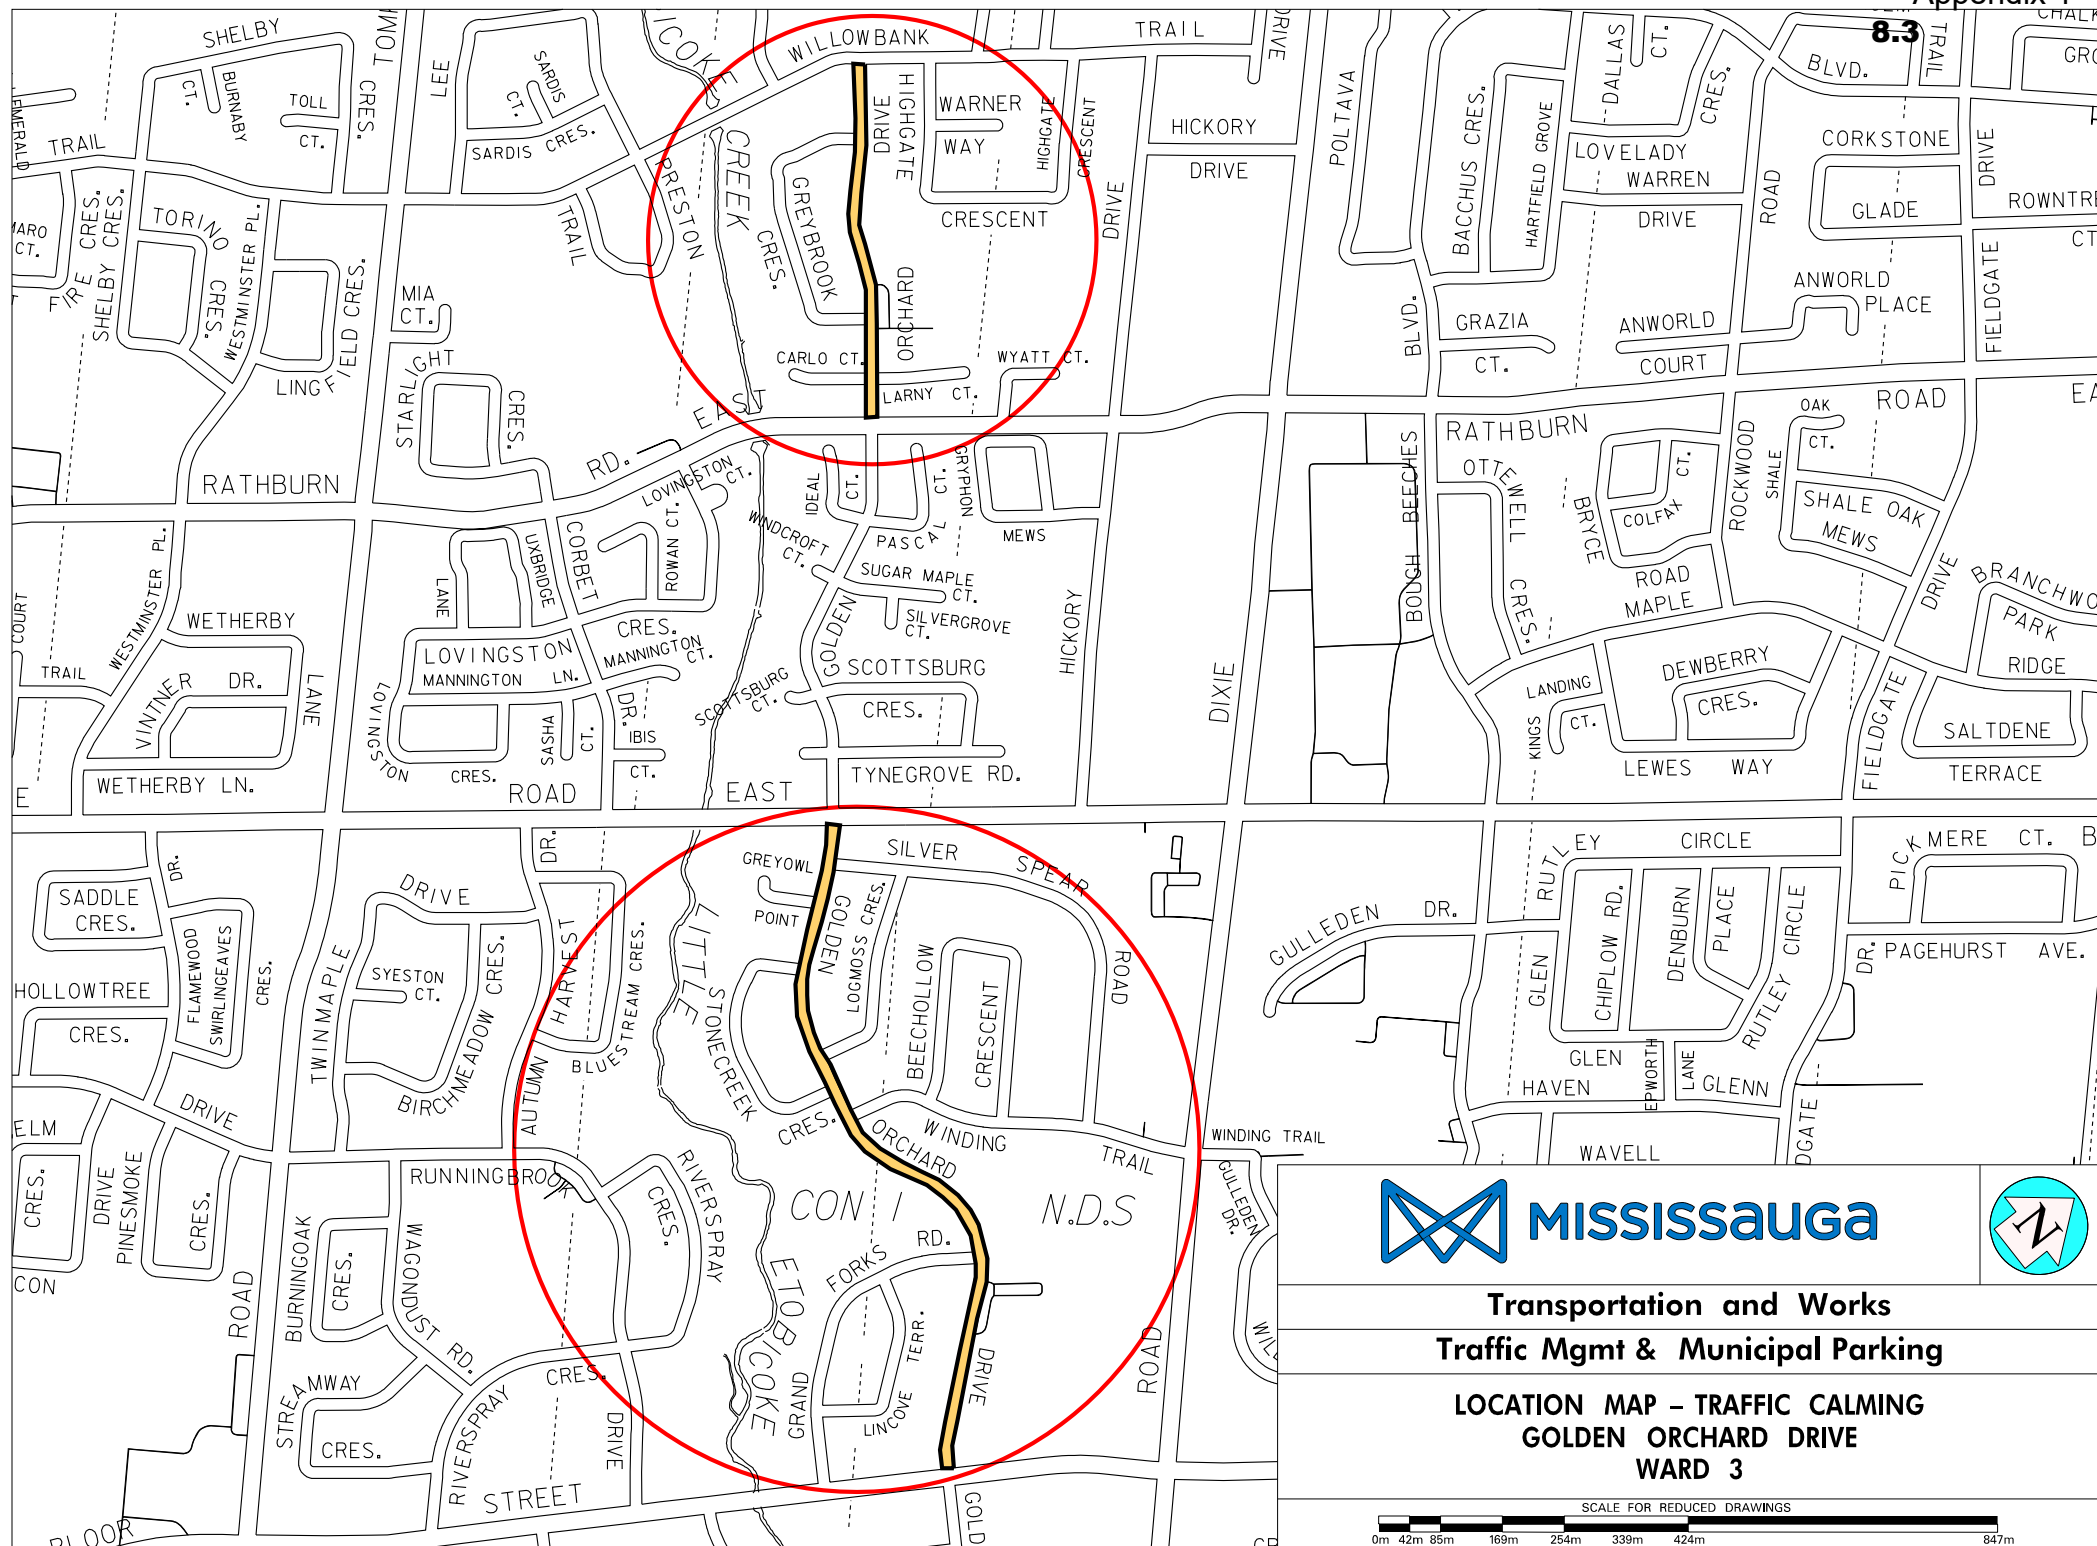 Appendix
8.3
SHELBY
CRES.
LEE
WILLOWBANK
TRAIL
DRIVE
CT.
BURNABY
TOLL
CT.
SARDIS
CT.
SARDIS CRES.
EMERALD
TRAIL
CREEK
PRESTON
TRAIL
DRIVE
HIGHGATE
WARNER
WAY
HIGHGATE
CRESCENT
CRESCENT
HICKORY
DRIVE
DRIVE
POLTAVA
BLVD.
BACCHUS CRES.
HARTFIELD GROVE
DALLAS
CT.
CRES.
LOVELADY
WARREN
DRIVE
ROAD
BLVD.
TRAIL
CORKSTONE
GLADE
DRIVE
ROWNTRE
CT
FIELDGATE
ANWORLD
PLACE
ANWORLD
COURT
GRAZIA
CT.
FIRE CRES.
SHELBY CRES.
TORINO
CRES.
WESTMINSTER PL.
LINGFIELD CRES.
MIA
CT.
STARLIGHT
CRES.
GREYBROOK
CRES.
ORCHARD
CARLO CT.
LARNY CT.
WYATT CT.
EAST
RD.
RATHBURN
RATHBURN
ROAD
LOVINGSTON
CT.
ROWAN CT.
CORBET
UXBRIDGE
LANE
WINDCROFT
CT.
IDEAL
CT.
PASCAL
CT.
GRYPHON
MEWS
SUGAR MAPLE
CT.
SILVERGROVE
CT.
GOLDEN
SCOTTSBURG
CRES.
SCOTTSBURG
CT.
TYNEGROVE RD.
HICKORY
DIXIE
BOUGH BEECHES
OTTEWELL
CRES.
BRYCE
COLFAX
CT.
ROAD
MAPLE
ROCKWOOD
SHALE
OAK
CT.
SHALE OAK
MEWS
DRIVE
BRANCHWO
PARK
RIDGE
SALTDENE
TERRACE
FIELDGATE
DEWBERRY
CRES.
LANDING
CT.
KINGS
LEWES WAY
COURT
TRAIL
WESTMINSTER PL.
WETHERBY
LANE
VINTNER DR.
WETHERBY LN.
LOVINGSTON
CRES.
MANNINGTON LN.
MANNINGTON
CT.
LOVINGSTON
CRES.
SASHA
CT.
DR.
IBIS
CT.
ROAD
EAST
SADDLE
CRES.
DR.
FLAMEWOOD
SWIRLINGEAVES
CRES.
HOLLOWTREE
CRES.
DRIVE
ELM
CRES.
DRIVE
PINESMOKE
CRES.
CON
TWINMAPLE
DRIVE
SYESTON
CT.
BIRCHMEADOW CRES.
DR.
HARVEST
AUTUMN
BLUESTREAM CRES.
RUNNINGBROOK
LITTLE
GREYOWL
POINT
GOLDEN
LOGMOSS CRES.
SILVER
SPEAR
ROAD
STONECREEK
CRES.
BEECHOLLOW
CRESCENT
ORCHARD
WINDING
TRAIL
WINDING TRAIL
CON I
N.D.S
ETOBICOKE
FORKS
RD.
GRAND
LINCOVE
TERR.
DRIVE
RIVERSPRAY
CRES.
BURNINGOAK
CRES.
WAGONDUST RD.
STREAMWAY
CRES.
RIVERSPRAY
CRES.
DRIVE
ROAD
STREET
BLOOR
GOLD
ROAD
GULLEDEN
DR.
GULLEDEN
DR.
RUTLEY
CIRCLE
CHIPLOW RD.
DENBURN
PLACE
RUTLEY CIRCLE
GLEN
GLEN
HAVEN
EPWORTH
LANE
GLENN
WAVELL
DGATE
DR.
PAGEHURST AVE.
PICKMERE CT.
MISSISSAUGA
N
Transportation and Works
Traffic Mgmt & Municipal Parking
LOCATION MAP – TRAFFIC CALMING
GOLDEN ORCHARD DRIVE
WARD 3
SCALE FOR REDUCED DRAWINGS
0m 42m 85m 169m 254m 339m 424m 847m